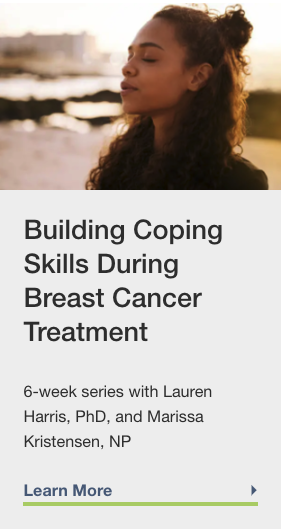 Building Coping
Skills During
Breast Cancer
Treatment
6-week series with Lauren
Harris, PhD, and Marissa
Kristensen, NP
Learn More